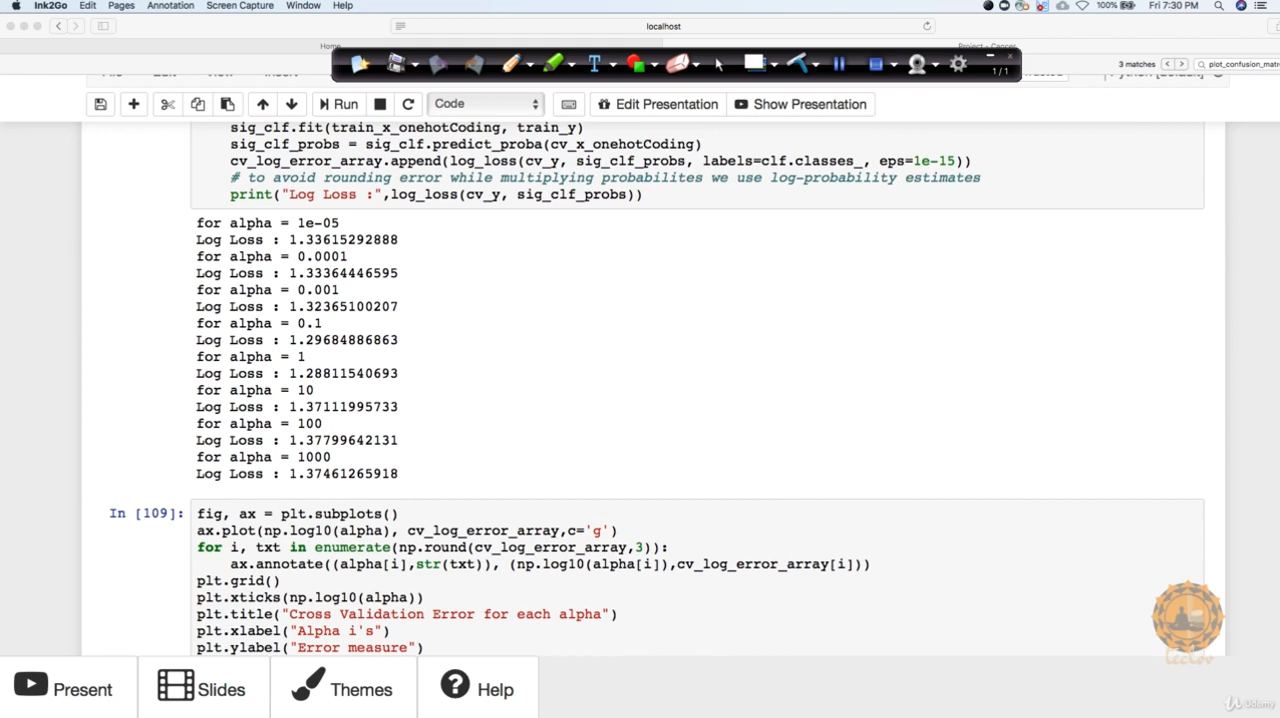 Ink2Go Edit Pages Annotation Screen Capture Window Help 100% Fri 7:30 PM
localhost
Home
1/1
3 matches plot_confusion_matr
Run Code Edit Presentation Show Presentation
sig_clf.fit(train_x_onehotCoding, train_y)
sig_clf_probs = sig_clf.predict_proba(cv_x_onehotCoding)
cv_log_error_array.append(log_loss(cv_y, sig_clf_probs, labels=clf.classes_, eps=1e-15))
# to avoid rounding error while multiplying probabilites we use log-probability estimates
print("Log Loss :",log_loss(cv_y, sig_clf_probs))
for alpha = 1e-05
Log Loss : 1.33615292888
for alpha = 0.0001
Log Loss : 1.33364446595
for alpha = 0.001
Log Loss : 1.32365100207
for alpha = 0.1
Log Loss : 1.29684886863
for alpha = 1
Log Loss : 1.28811540693
for alpha = 10
Log Loss : 1.37111995733
for alpha = 100
Log Loss : 1.37799642131
for alpha = 1000
Log Loss : 1.37461265918
In [109]:
fig, ax = plt.subplots()
ax.plot(np.log10(alpha), cv_log_error_array,c='g')
for i, txt in enumerate(np.round(cv_log_error_array,3)):
ax.annotate((alpha[i],str(txt)), (np.log10(alpha[i]),cv_log_error_array[i]))
plt.grid()
plt.xticks(np.log10(alpha))
plt.title("Cross Validation Error for each alpha")
plt.xlabel("Alpha i's")
plt.ylabel("Error measure")
Present Slides Themes Help
Udemy